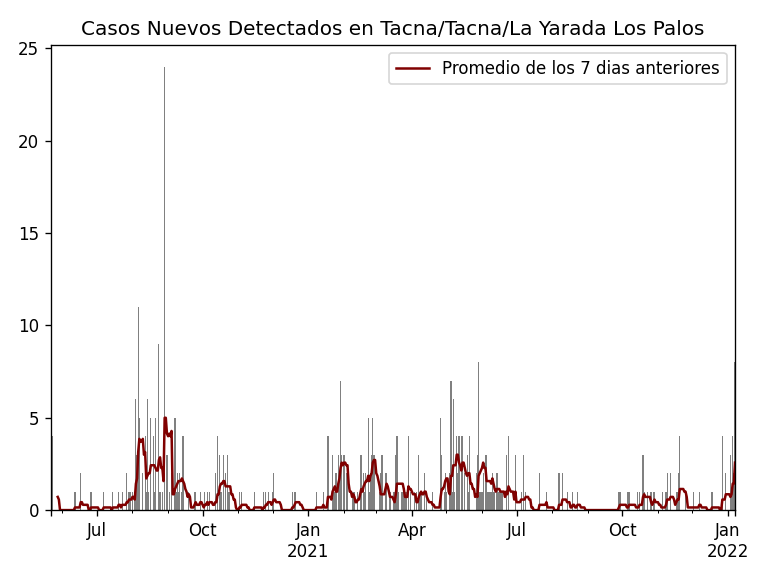 Casos Nuevos Detectados en Tacna/Tacna/La Yarada Los Palos
Promedio de los 7 dias anteriores
25
20
15
10
5
0
Jul
Oct
Jan
2021
Apr
Jul
Oct
Jan
2022